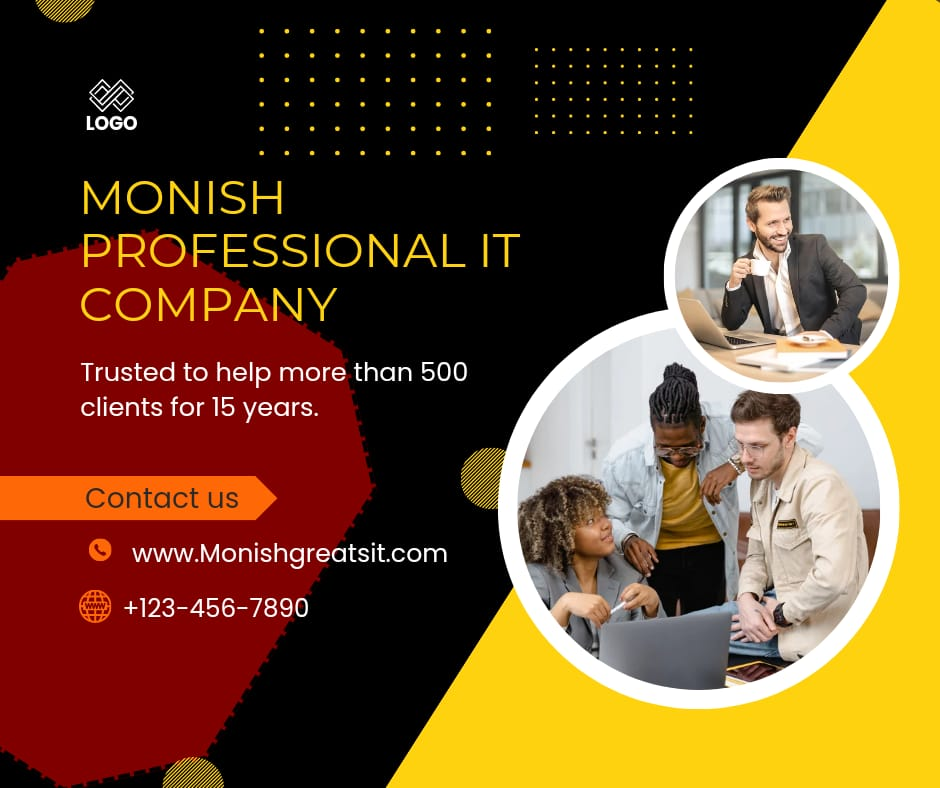 LOGO
MONISH
PROFESSIONAL IT
COMPANY
Trusted to help more than 500
clients for 15 years.
Contact us
www.Monishgreatsit.com
WWW
+123-456-7890